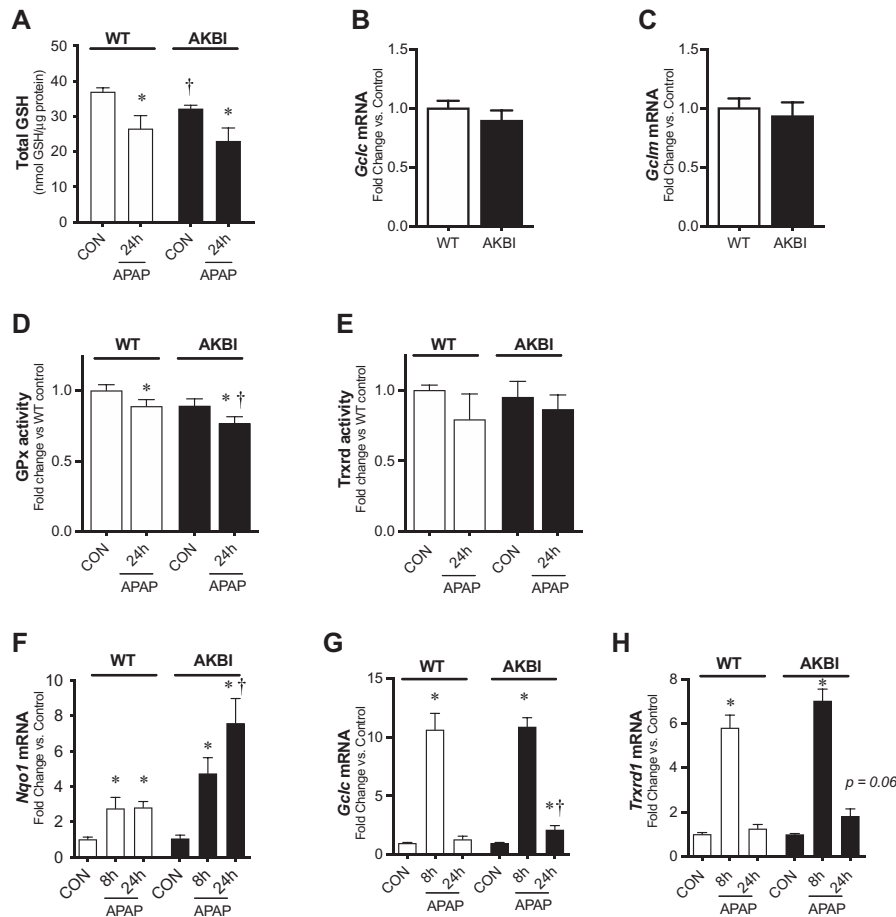 A
WT AKBI
Total GSH
(nmol GSH/µg protein)
50
40
30
20
10
0
* † *
CON 24h CON 24h
APAP APAP
B
Gclc mRNA
Fold Change vs. Control
1.5
1.0
0.5
0.0
WT AKBI
C
Gclm mRNA
Fold Change vs. Control
1.5
1.0
0.5
0.0
WT AKBI
D
WT AKBI
GPx activity
Fold change vs WT control
1.0
0.5
0.0
* * †
CON 24h CON 24h
APAP APAP
E
WT AKBI
Trxrd activity
Fold change vs WT control
1.0
0.5
0.0
CON 24h CON 24h
APAP APAP
F
WT AKBI
Nqo1 mRNA
Fold Change vs. Control
10
8
6
4
2
0
* * * * †
CON 8h 24h CON 8h 24h
APAP APAP
G
WT AKBI
Gclc mRNA
Fold Change vs. Control
15
10
5
0
* * *†
CON 8h 24h CON 8h 24h
APAP APAP
H
WT AKBI
Trxrd1 mRNA
Fold Change vs. Control
8
6
4
2
0
* *
p = 0.06
CON 8h 24h CON 8h 24h
APAP APAP